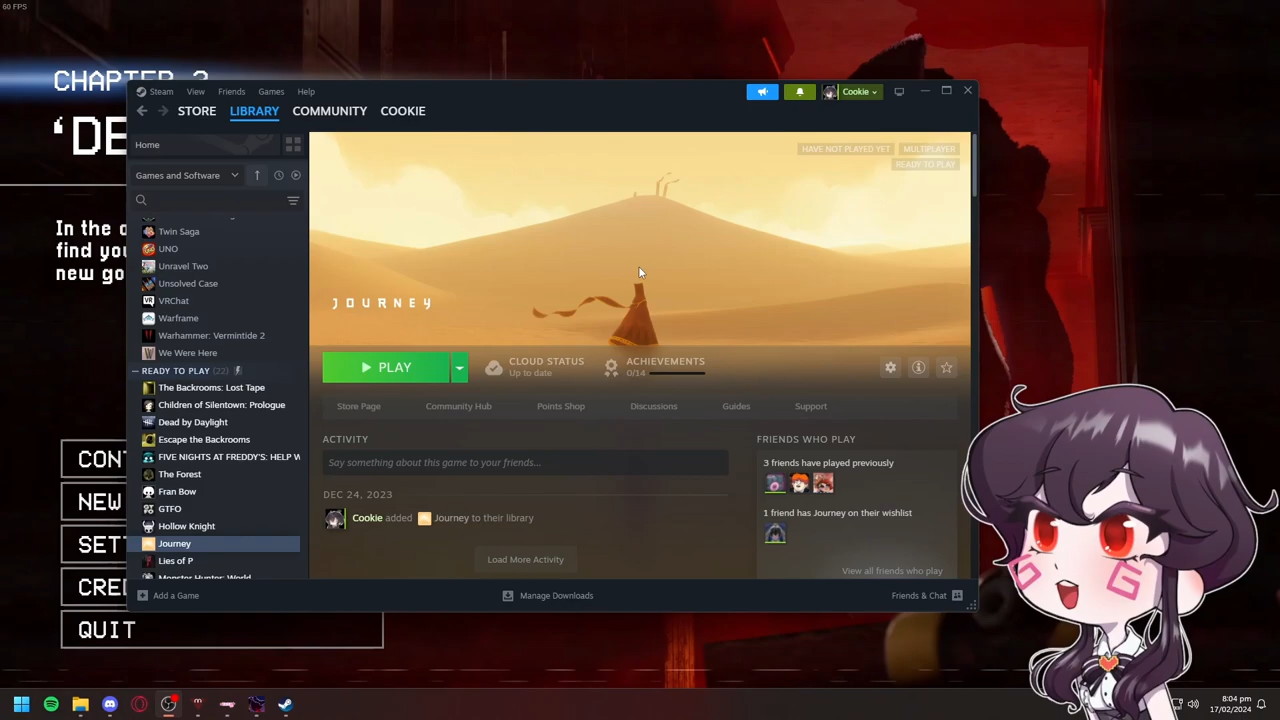 60 FPS
CHAPTER 2
'DE
In the
find you
new go
CONT
NEW
SETT
CRED
QUIT
Steam View Friends Games Help
Cookie
STORE LIBRARY COMMUNITY COOKIE
Home
Games and Software
Twin Saga
UNO
Unravel Two
Unsolved Case
VRChat
Warframe
Warhammer: Vermintide 2
We Were Here
READY TO PLAY (22)
The Backrooms: Lost Tape
Children of Silentown: Prologue
Dead by Daylight
Escape the Backrooms
FIVE NIGHTS AT FREDDY'S: HELP W
The Forest
Fran Bow
GTFO
Hollow Knight
Journey
Lies of P
Monster Hunter: World
HAVE NOT PLAYED YET MULTIPLAYER
READY TO PLAY
JOURNEY
PLAY
CLOUD STATUS
Up to date
ACHIEVEMENTS
0/14
Store Page Community Hub Points Shop Discussions Guides Support
ACTIVITY
Say something about this game to your friends...
DEC 24, 2023
Cookie added Journey to their library
Load More Activity
FRIENDS WHO PLAY
3 friends have played previously
1 friend has Journey on their wishlist
View all friends who play
Add a Game
Manage Downloads
Friends & Chat
G G
8:04 pm
17/02/2024